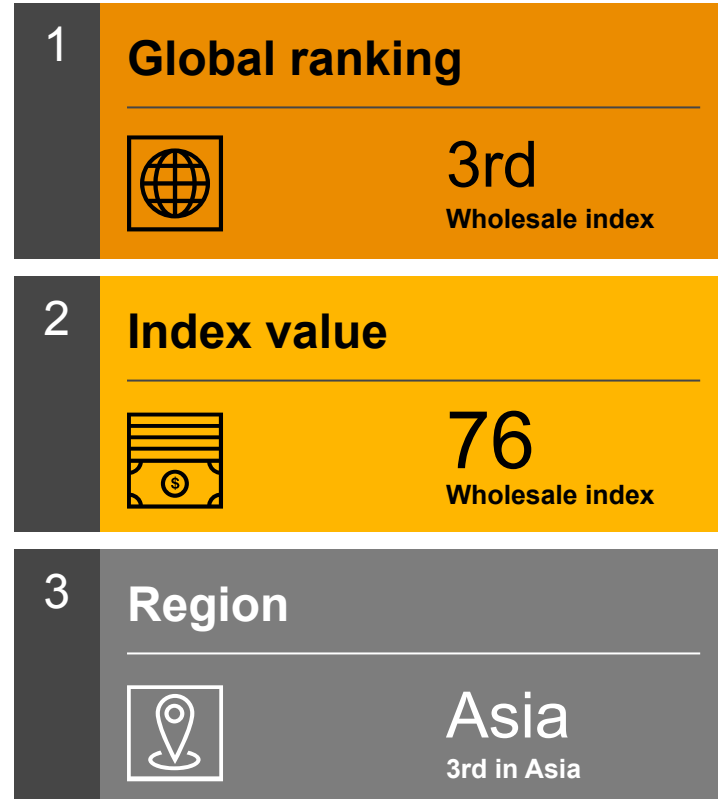 1
Global ranking
3rd
Wholesale index
2
Index value
$
76
Wholesale index
3
Region
Asia
3rd in Asia